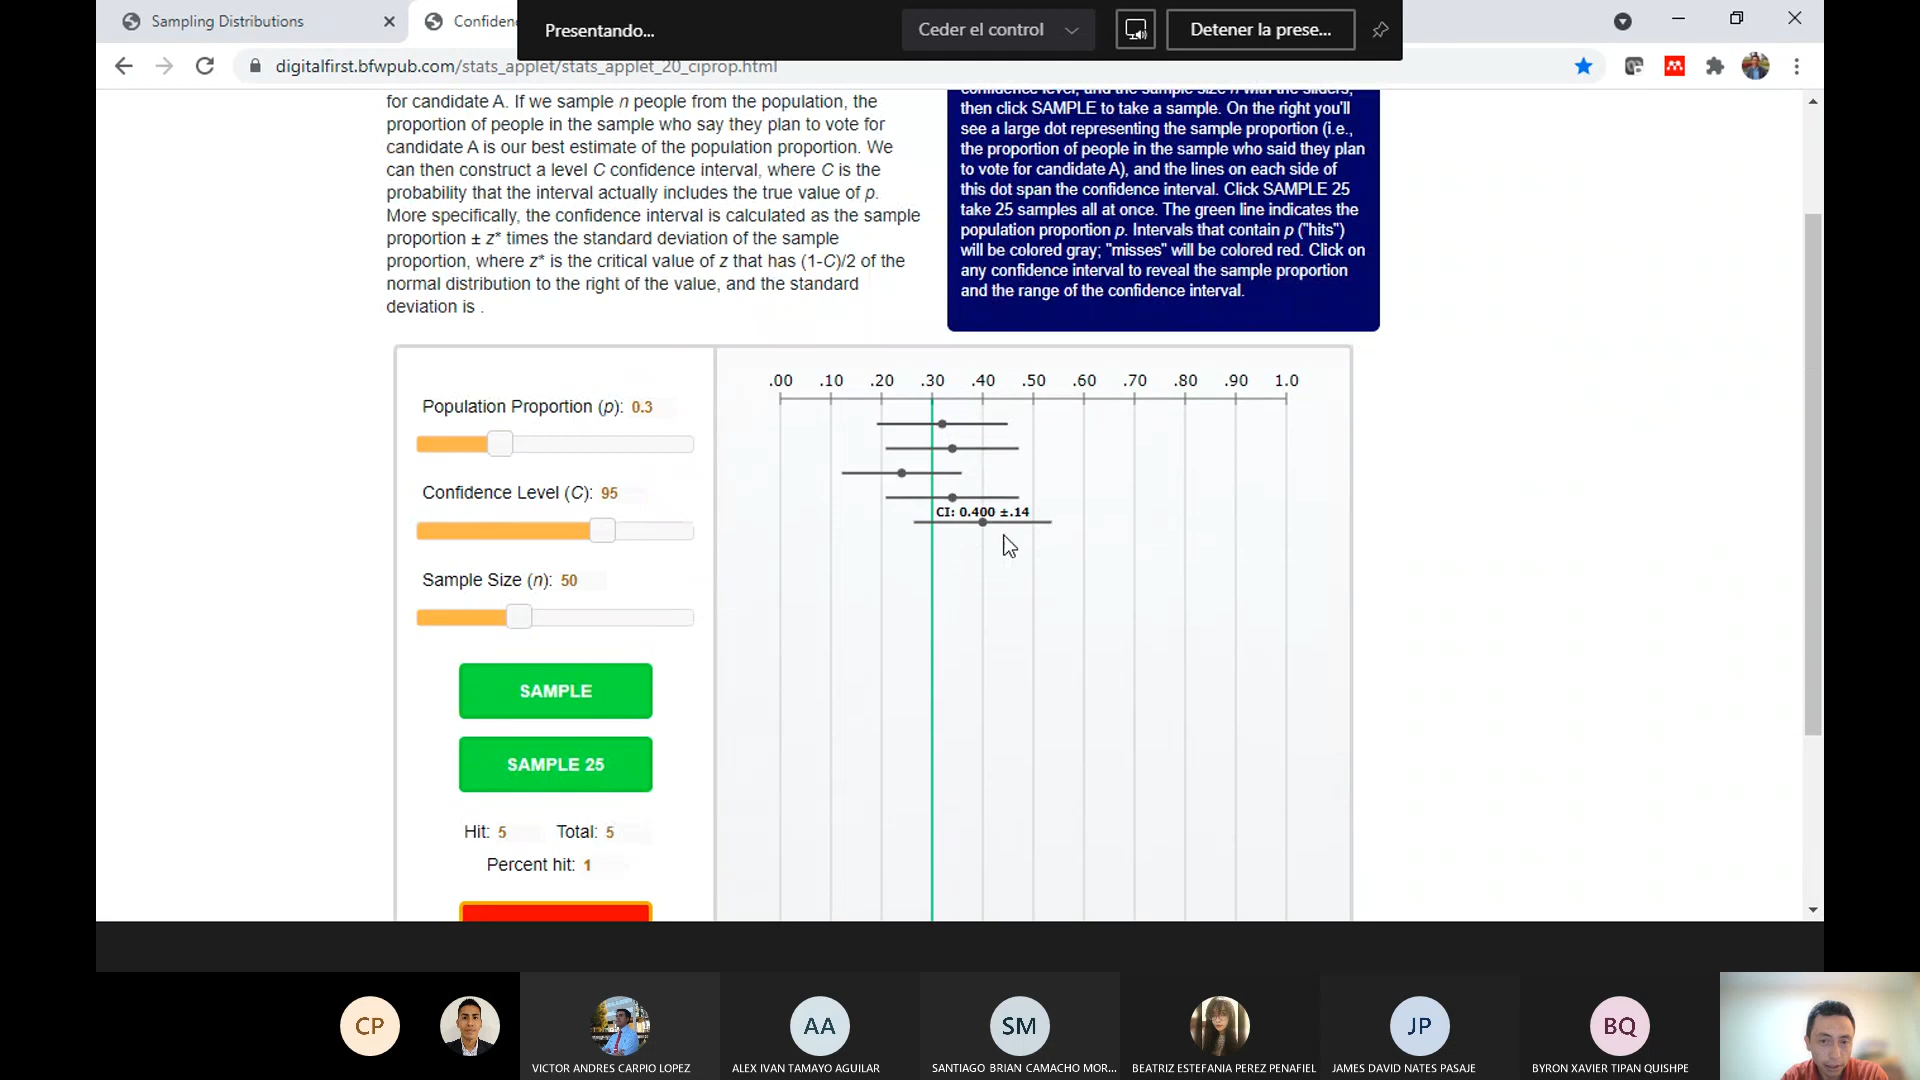 Sampling Distributions
Presentando...
Ceder el control
Detener la prese...
digitalfirst.bfwpub.com/stats_applet/stats_applet_20_ciprop.html
for candidate A. If we sample n people from the population, the
proportion of people in the sample who say they plan to vote for
candidate A is our best estimate of the population proportion. We
can then construct a level C confidence interval, where C is the
probability that the interval actually includes the true value of p.
More specifically, the confidence interval is calculated as the sample
proportion ± z* times the standard deviation of the sample
proportion, where z* is the critical value of z that has (1-C)/2 of the
normal distribution to the right of the value, and the standard
deviation is .
confidence level, and the sample size n with the sliders,
then click SAMPLE to take a sample. On the right you'll
see a large dot representing the sample proportion (i.e.,
the proportion of people in the sample who said they plan
to vote for candidate A), and the lines on each side of
this dot span the confidence interval. Click SAMPLE 25
take 25 samples all at once. The green line indicates the
population proportion p. Intervals that contain p ("hits")
will be colored gray; "misses" will be colored red. Click on
any confidence interval to reveal the sample proportion
and the range of the confidence interval.
Population Proportion (p): 0.3
Confidence Level (C): 95
Sample Size (n): 50
SAMPLE
SAMPLE 25
Hit: 5 Total: 5
Percent hit: 1
.00 .10 .20 .30 .40 .50 .60 .70 .80 .90 1.0
CI: 0.400 ±.14
CP
AA
SM
JP
BQ
VICTOR ANDRES CARPIO LOPEZ
ALEX IVAN TAMAYO AGUILAR
SANTIAGO BRIAN CAMACHO MOR...
BEATRIZ ESTEFANIA PEREZ PENAFIEL
JAMES DAVID NATES PASAJE
BYRON XAVIER TIPAN QUISHPE